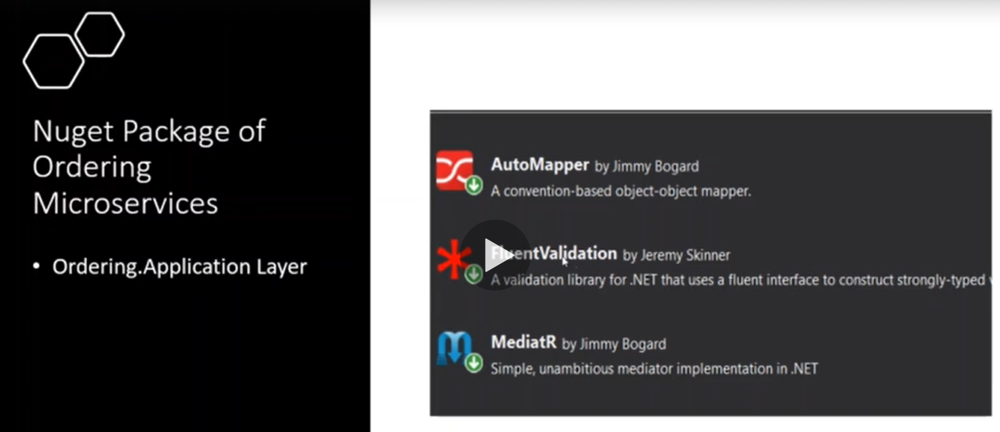 Nuget Package of
Ordering
Microservices
• Ordering.Application Layer
AutoMapper by Jimmy Bogard
A convention-based object-object mapper.
FluentValidation by Jeremy Skinner
A validation library for .NET that uses a fluent interface to construct strongly-typed
MediatR by Jimmy Bogard
Simple, unambitious mediator implementation in .NET